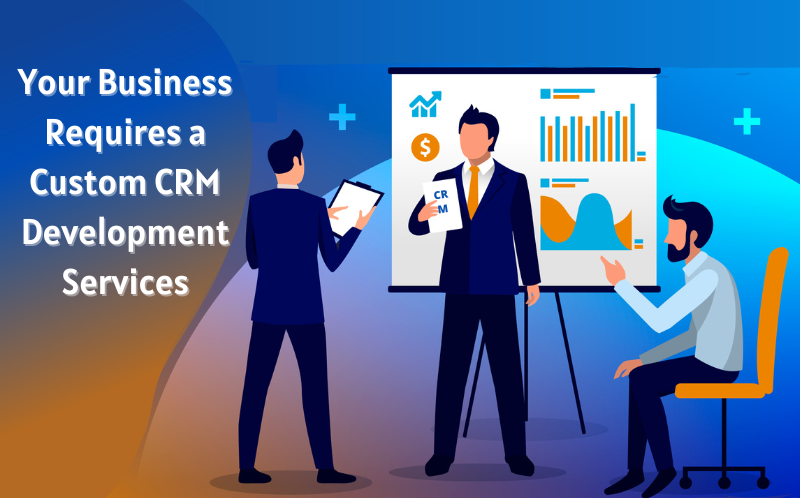 Your Business
Requires a
Custom CRM
Development
Services
$
CR
M